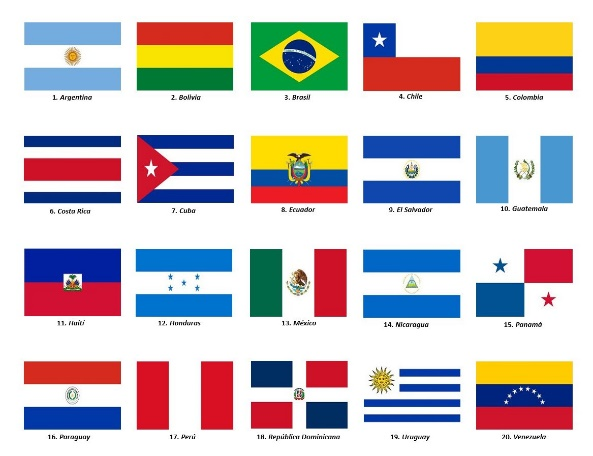 1. Argentina
2. Bolivia
3. Brasil
4. Chile
5. Colombia
6. Costa Rica
7. Cuba
8. Ecuador
9. El Salvador
10. Guatemala
11. Haití
12. Honduras
13. México
14. Nicaragua
15. Panamá
16. Paraguay
17. Perú
18. República Dominicana
19. Uruguay
20. Venezuela